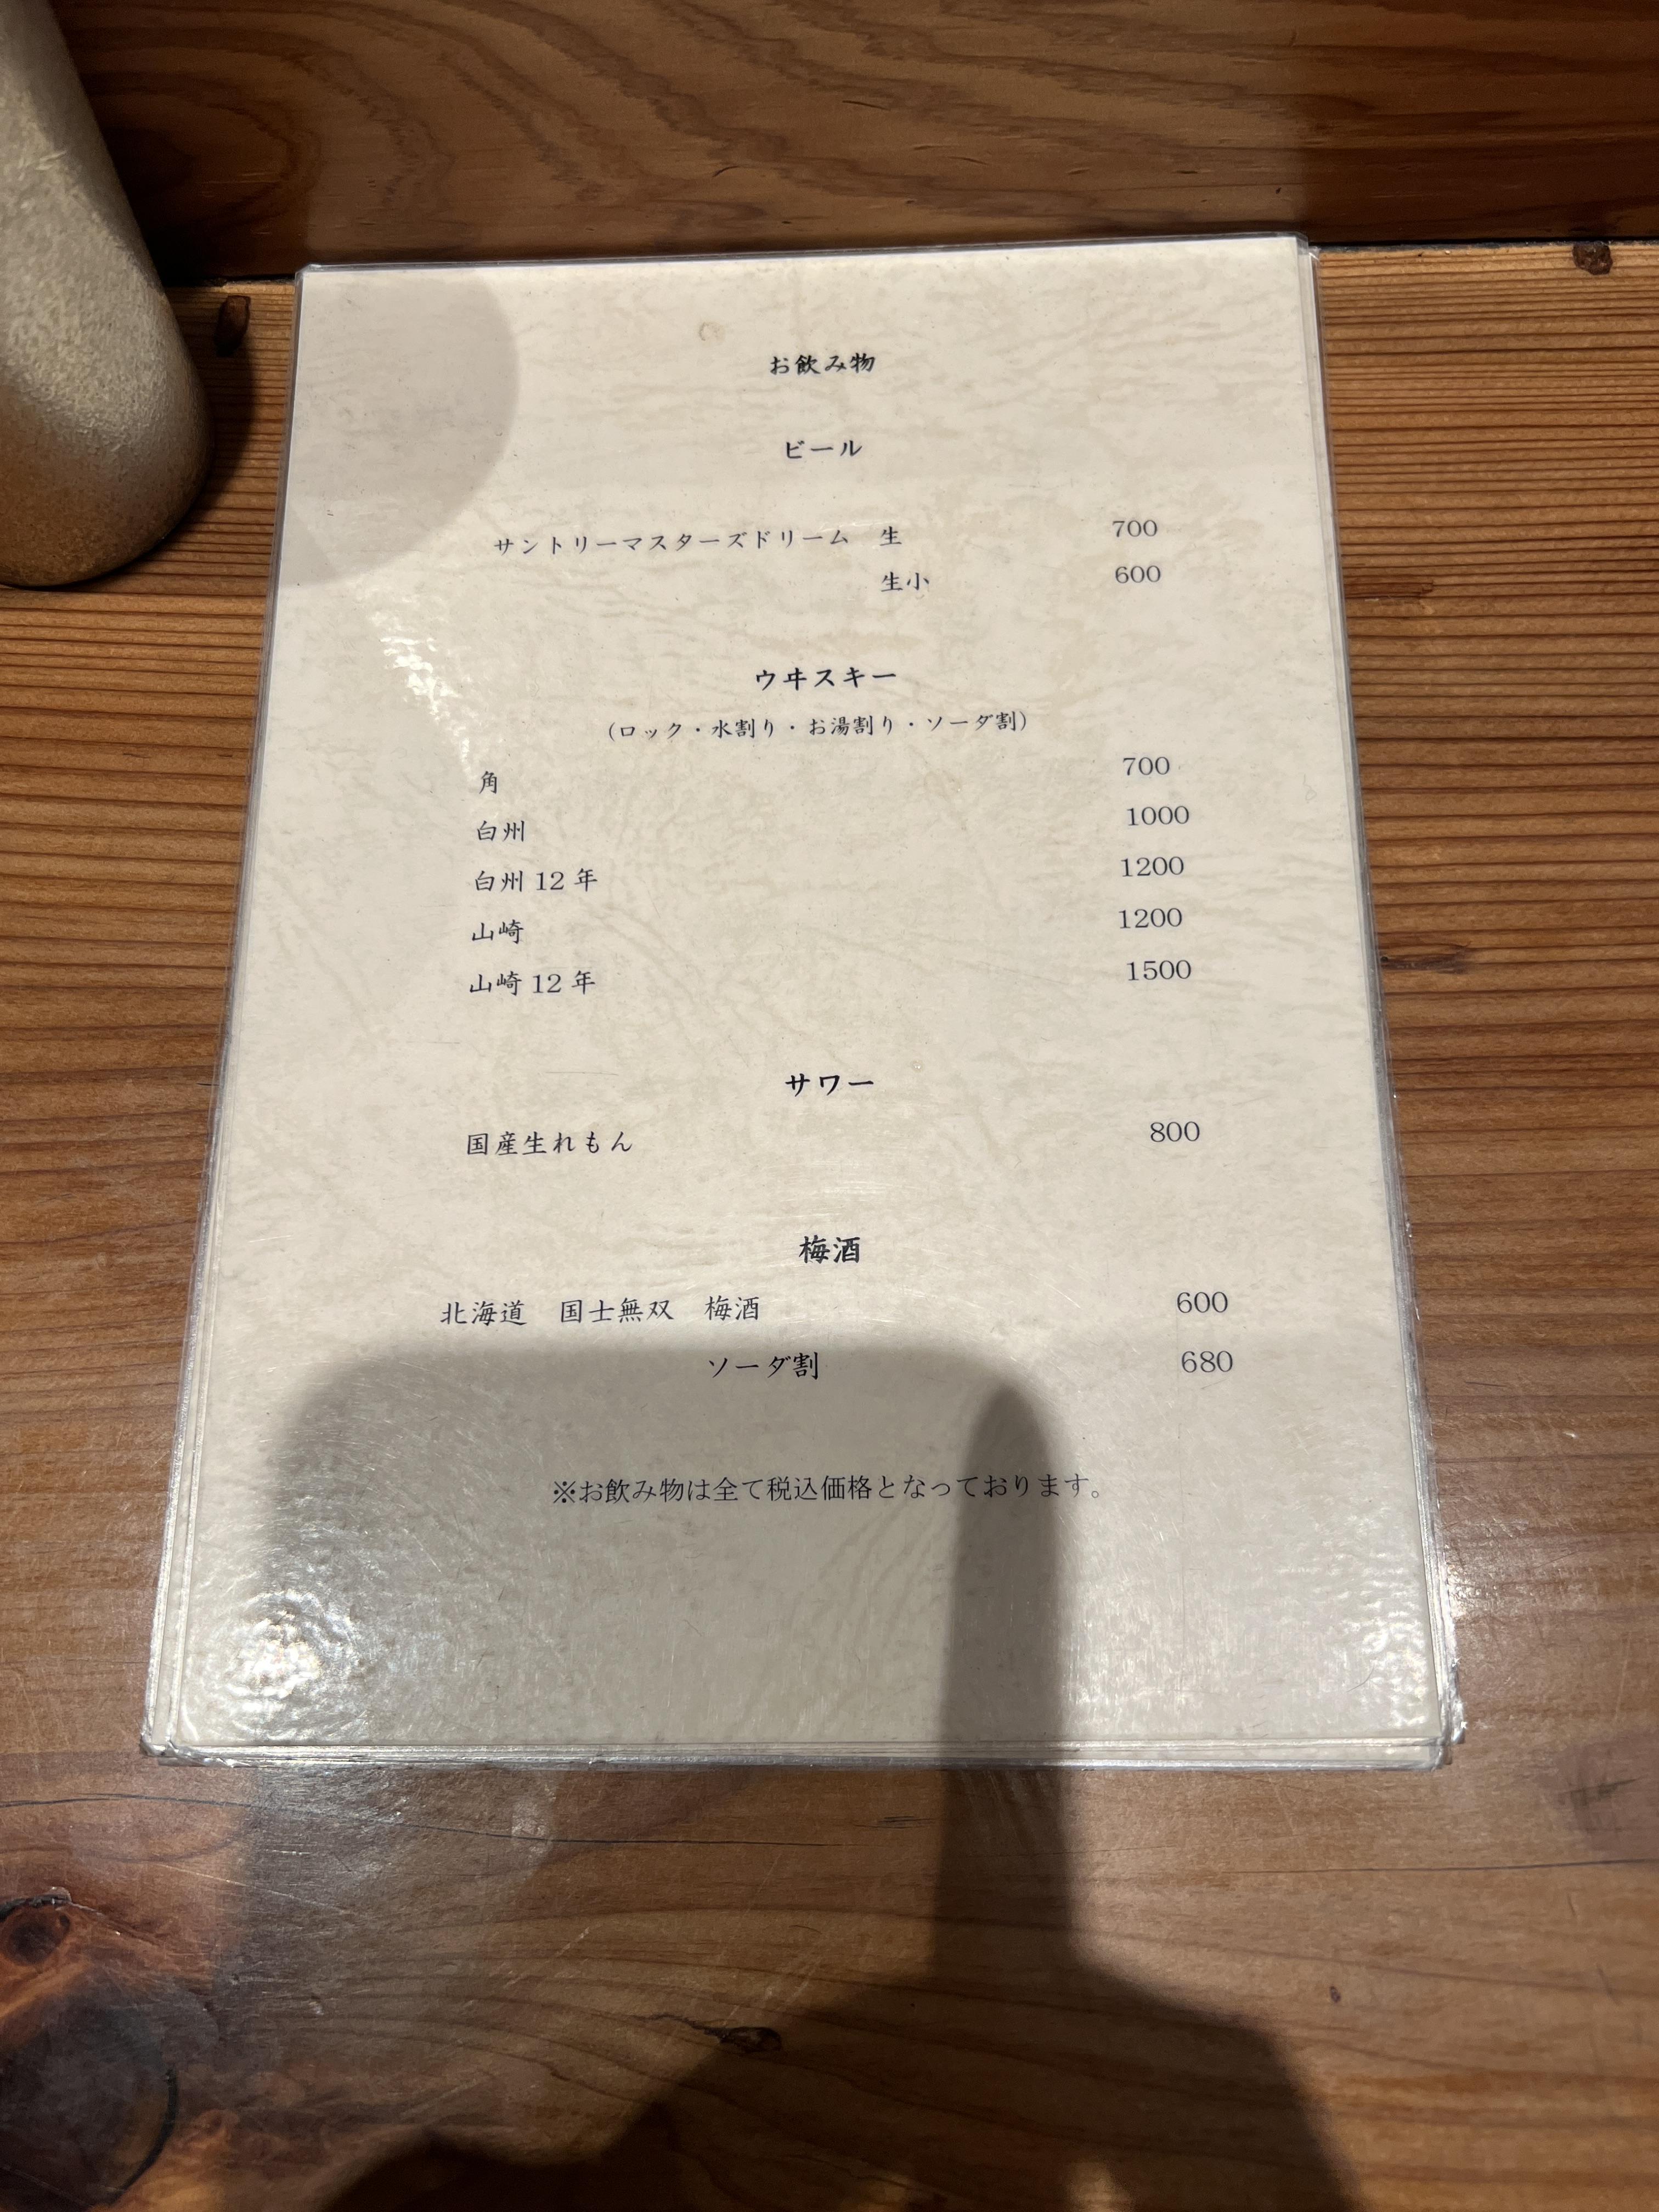 お飲み物
ビール
サントリーマスターズドリーム　生　700
生小　600
ウヰスキー
(ロック・水割り・お湯割り・ソーダ割)
角　700
白州　1000
白州 12 年　1200
山崎　1200
山崎 12 年　1500
サワー
国産生れもん　800
梅酒
北海道　国士無双　梅酒　600
ソーダ割　680
※お飲み物は全て税込価格となっております。